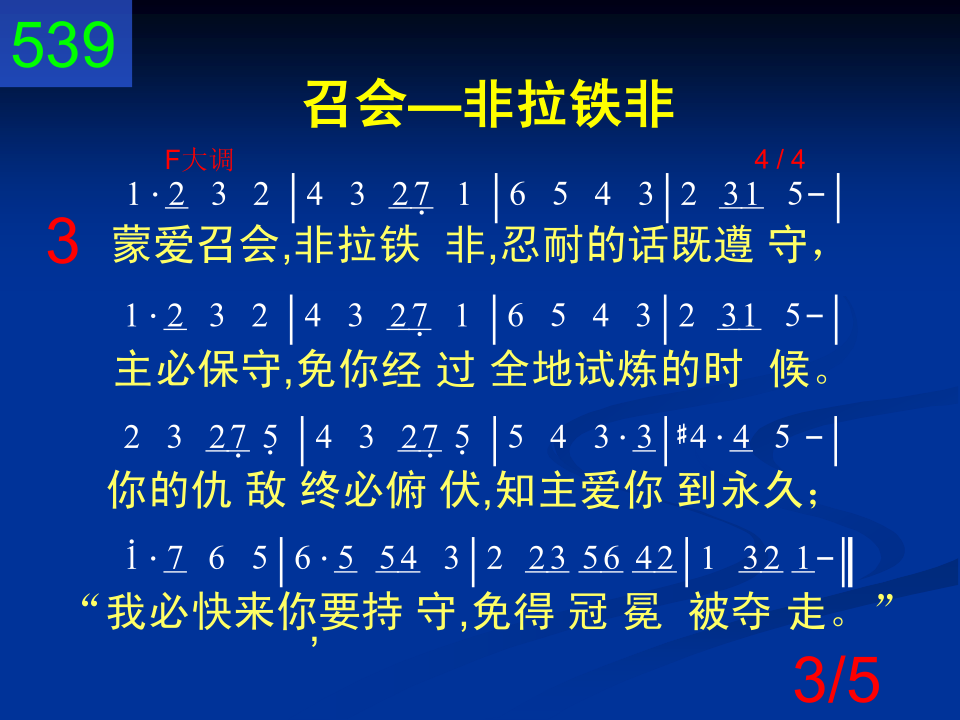 539
召会—非拉铁非
F大调 4 / 4
1·2 3 2|4 3 27̣ 1|6 5 4 3|2 31 5-|
3 蒙爱召会,非拉铁 非,忍耐的话既遵 守，
1·2 3 2|4 3 27̣ 1|6 5 4 3|2 31 5-|
主必保守,免你经 过 全地试炼的时 候。
2 3 27̣ 5̣|4 3 27̣ 5̣|5 4 3·3|♯4·4 5 -|
你的仇 敌 终必俯 伏,知主爱你 到永久；
i·7 6 5|6·5 54 3|2 23 56 42|1 32 1-‖
“我必快来你,要持 守,免得 冠 冕 被夺 走。”
3/5